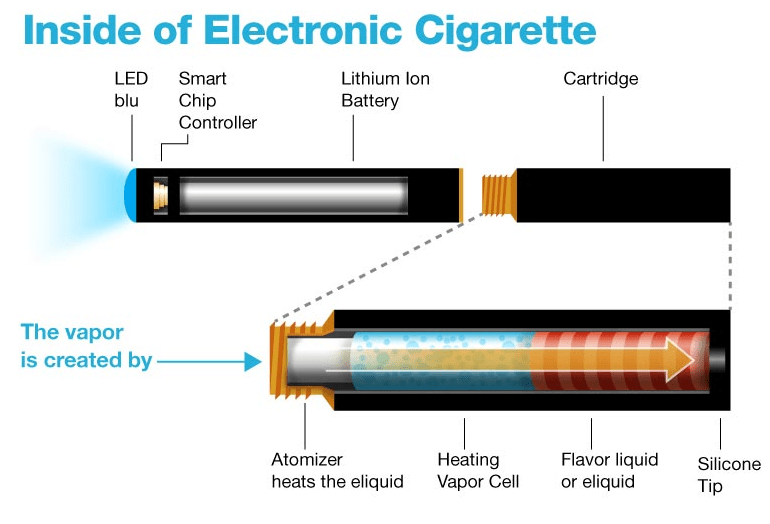 Inside of Electronic Cigarette
LED
blu
Smart
Chip
Controller
Lithium Ion
Battery
Cartridge
The vapor
is created by
Atomizer
heats the eliquid
Heating
Vapor Cell
Flavor liquid
or eliquid
Silicone
Tip